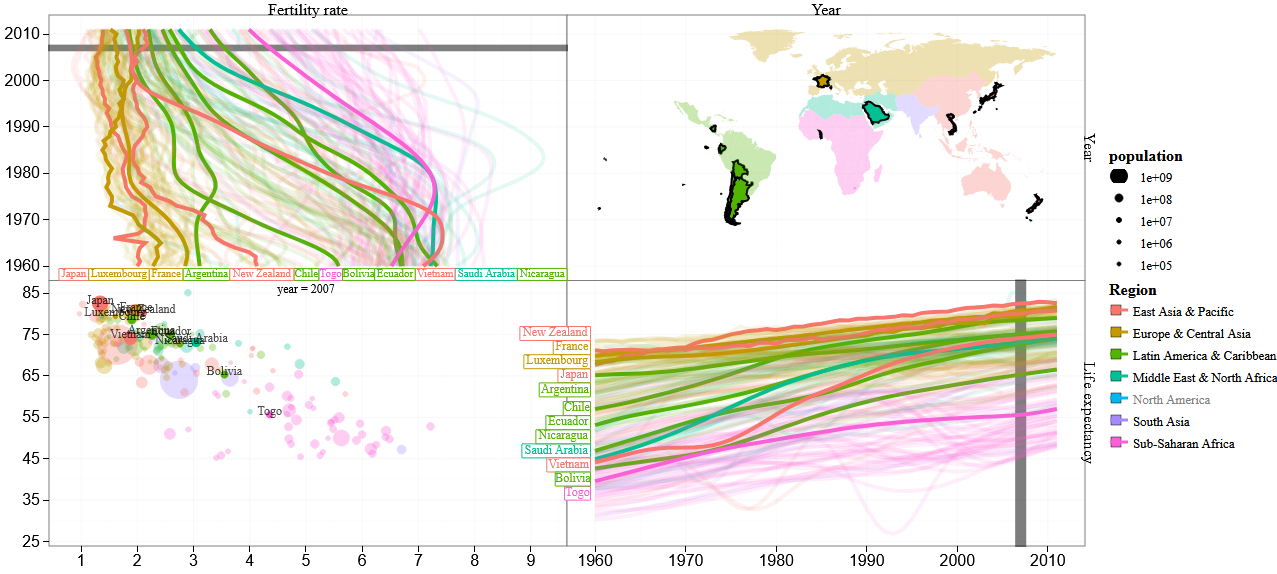 Fertility rate
Year
2010
2000
1990
1980
1970
1960
Japan Luxembourg France Argentina New Zealand Chile Togo Bolivia Ecuador Vietnam Saudi Arabia Nicaragua
Year
year = 2007
85
75
65
55
45
35
25
Japan
France
New Zealand
Luxembourg
Chile
Argentina
Ecuador
Vietnam
Saudi Arabia
Nicaragua
Bolivia
Togo
1 2 3 4 5 6 7 8 9
New Zealand
France
Luxembourg
Japan
Argentina
Chile
Ecuador
Nicaragua
Saudi Arabia
Vietnam
Bolivia
Togo
Life expectancy
1960 1970 1980 1990 2000 2010
population
1e+09
1e+08
1e+07
1e+06
1e+05
Region
East Asia & Pacific
Europe & Central Asia
Latin America & Caribbean
Middle East & North Africa
North America
South Asia
Sub-Saharan Africa